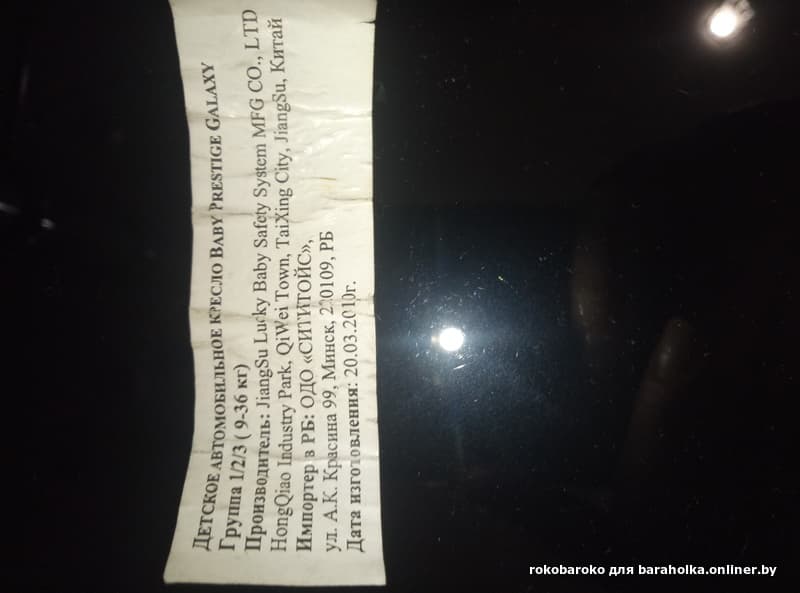 ДЕТСКОЕ АВТОМОБИЛЬНОЕ КРЕСЛО BABY PRESTIGE GALAXY
Группа 1/2/3 ( 9-36 кг)
Производитель: JiangSu Lucky Baby Safety System MFG CO., LTD
HongQiao Industry Park, QiWei Town, TaiXing City, JiangSu, Китай
Импортер в РБ: ОДО «СИТИТОЙС»,
ул. А.К. Красина 99, Минск, РБ
Дата изготовления: 20.03.2010г.
rokobaroko для baraholka.onliner.by